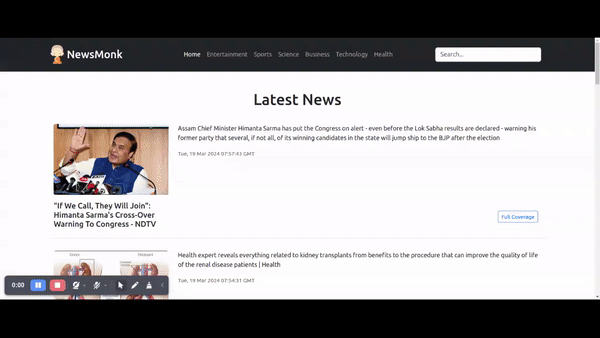 NewsMonk
Home Entertainment Sports Science Business Technology Health
Search...
Latest News
Assam Chief Minister Himanta Sarma has put the Congress on alert - even before the Lok Sabha results are declared - warning his
former party that several, if not all, of its winning candidates in the state will jump ship to the BJP after the election
Tue, 19 Mar 2024 07:57:43 GMT
"If We Call, They Will Join":
Himanta Sarma's Cross-Over
Warning To Congress - NDTV
Full Coverage
Donor
Health expert reveals everything related to kidney transplants from benefits to the procedure that can improve the quality of life
of the renal disease patients | Health
Tue, 19 Mar 2024 07:54:31 GMT
0:00